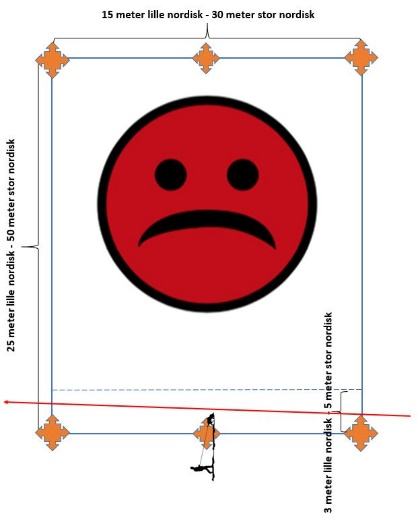 15 meter lille nordisk - 30 meter stor nordisk
25 meter lille nordisk - 50 meter stor nordisk
3 meter lille nordisk - 5 meter stor nordisk